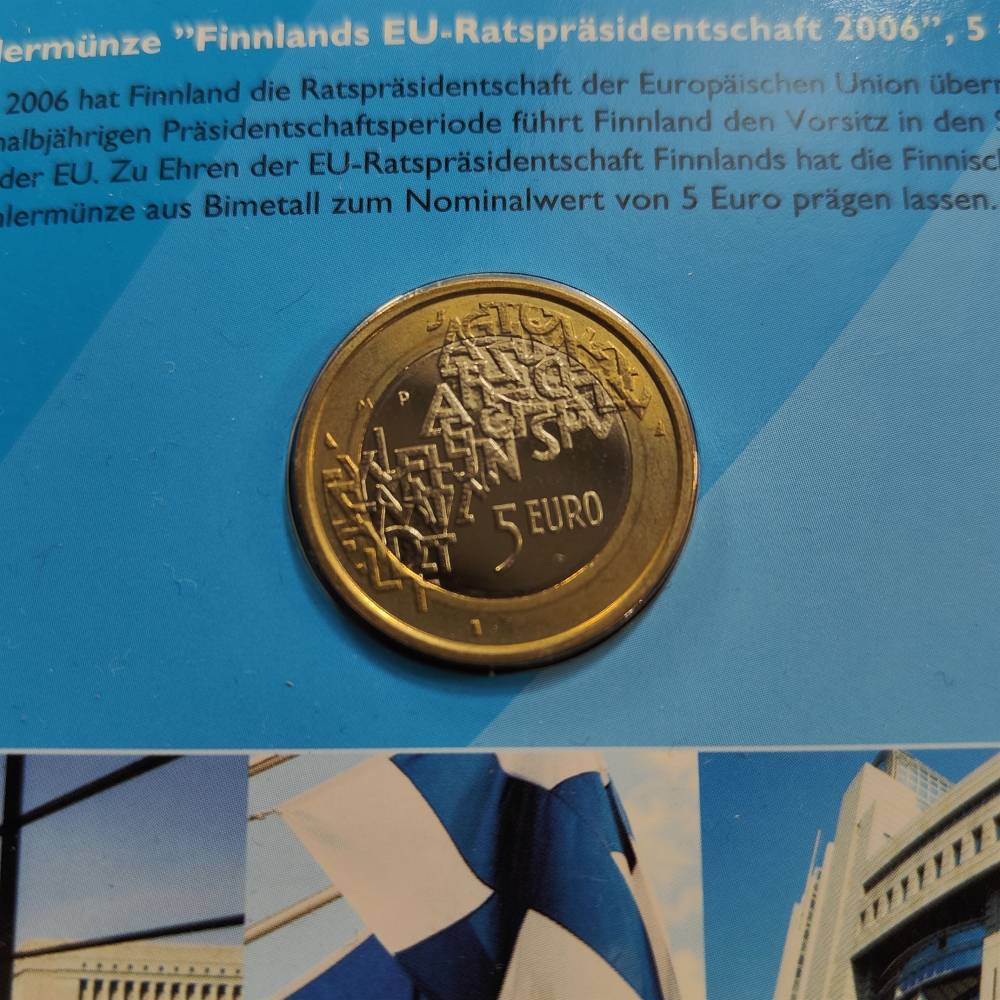 lermünze ”Finnlands EU-Ratspräsidentschaft 2006”, 5
2006 hat Finnland die Ratspräsidentschaft der Europäischen Union überr
halbjährigen Präsidentschaftsperiode führt Finnland den Vorsitz in den S
der EU. Zu Ehren der EU-Ratspräsidentschaft Finnlands hat die Finnisc
lermünze aus Bimetall zum Nominalwert von 5 Euro prägen lassen.
5 EURO